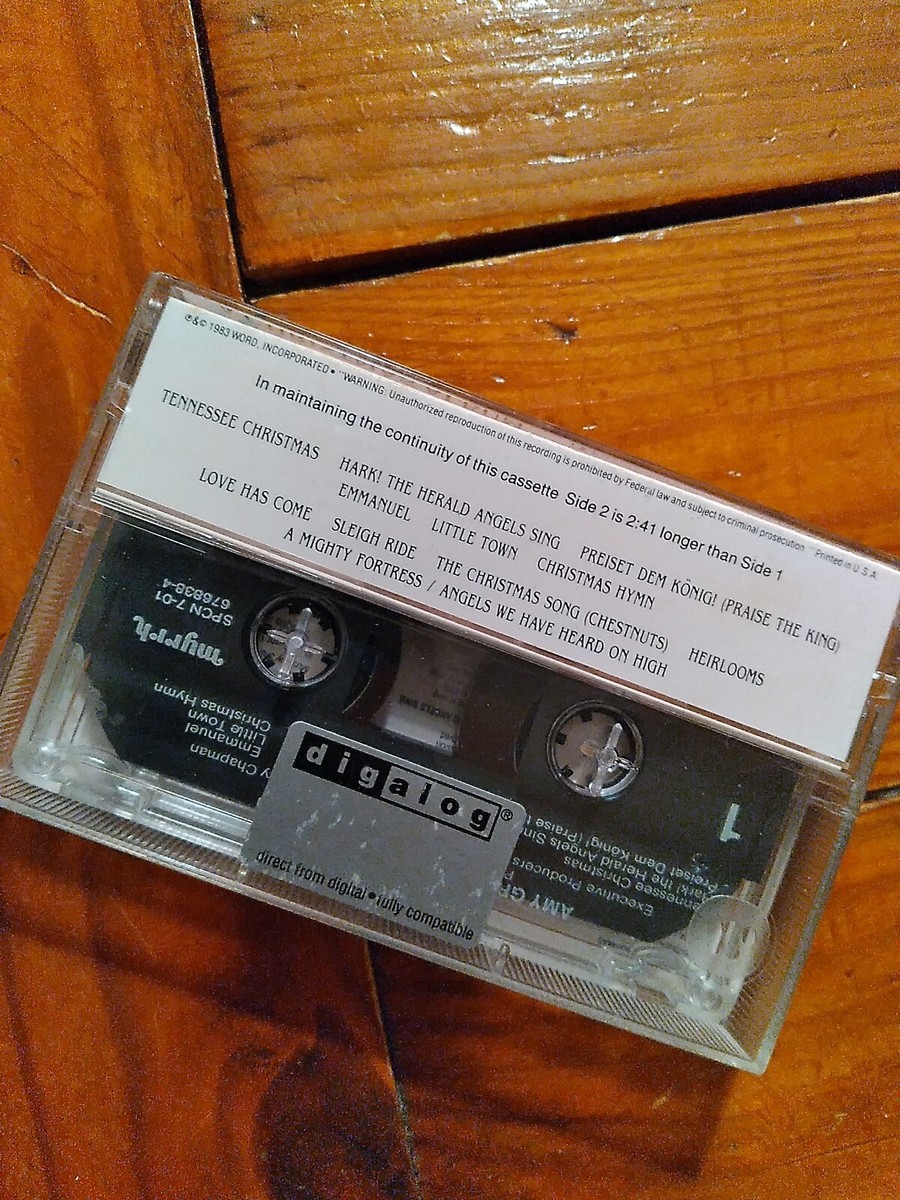 ℗&© 1983 WORD, INCORPORATED • "WARNING: Unauthorized reproduction of this recording is prohibited by Federal law and subject to criminal prosecution Printed in U.S.A.
In maintaining the continuity of this cassette Side 2 is 2:41 longer than Side 1
TENNESSEE CHRISTMAS HARK! THE HERALD ANGELS SING PREISET DEM KÖNIG! (PRAISE THE KING)
EMMANUEL LITTLE TOWN CHRISTMAS HYMN
LOVE HAS COME SLEIGH RIDE THE CHRISTMAS SONG (CHESTNUTS) HEIRLOOMS
A MIGHTY FORTRESS / ANGELS WE HAVE HEARD ON HIGH
digalog®
direct from digital • fully compatible
1
AMY
Executive Producers
Tennessee Christmas
Hark! the Herald Angels
Preiset Dem König! (Praise
Chapman
Emmanuel
Little Town
Christmas Hymn
myrrh
SPCN 7-01
676838-4